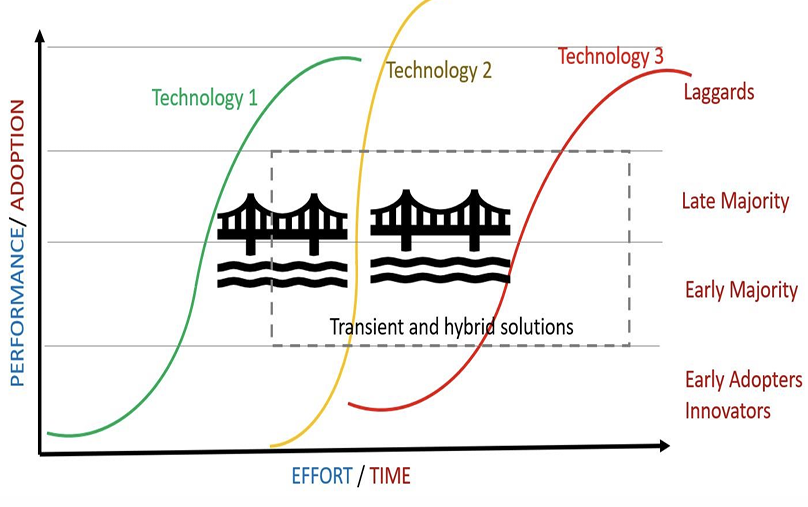 Technology 1
Technology 2
Technology 3
Laggards
Late Majority
Early Majority
Early Adopters
Innovators
Transient and hybrid solutions
PERFORMANCE/ ADOPTION
EFFORT / TIME